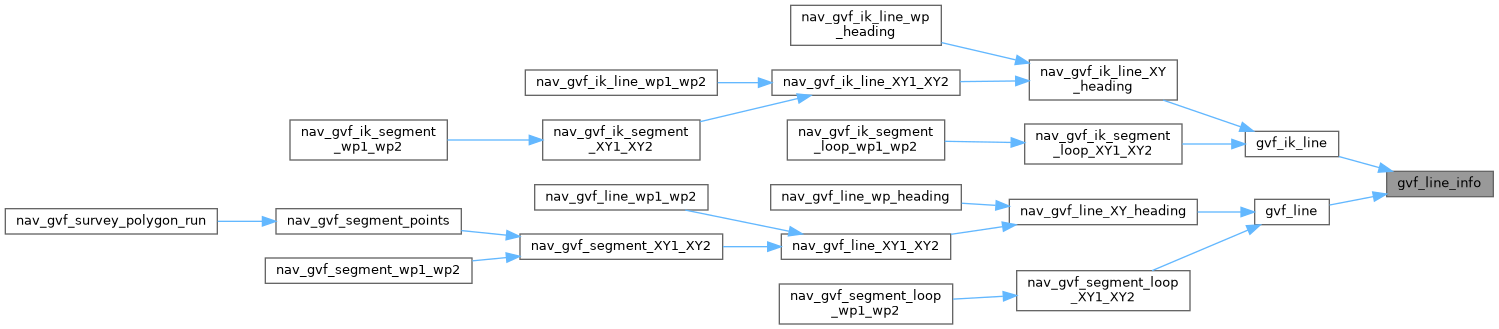 nav_gvf_ik_line_wp
_heading
nav_gvf_ik_line_wp1_wp2
nav_gvf_ik_line_XY1_XY2
nav_gvf_ik_line_XY
_heading
nav_gvf_ik_segment
_wp1_wp2
nav_gvf_ik_segment
_XY1_XY2
nav_gvf_ik_segment
_loop_wp1_wp2
nav_gvf_ik_segment
_loop_XY1_XY2
gvf_ik_line
gvf_line_info
nav_gvf_line_wp1_wp2
nav_gvf_line_wp_heading
nav_gvf_line_XY_heading
gvf_line
nav_gvf_survey_polygon_run
nav_gvf_segment_points
nav_gvf_segment_XY1_XY2
nav_gvf_line_XY1_XY2
nav_gvf_segment_wp1_wp2
nav_gvf_segment_loop
_wp1_wp2
nav_gvf_segment_loop
_XY1_XY2